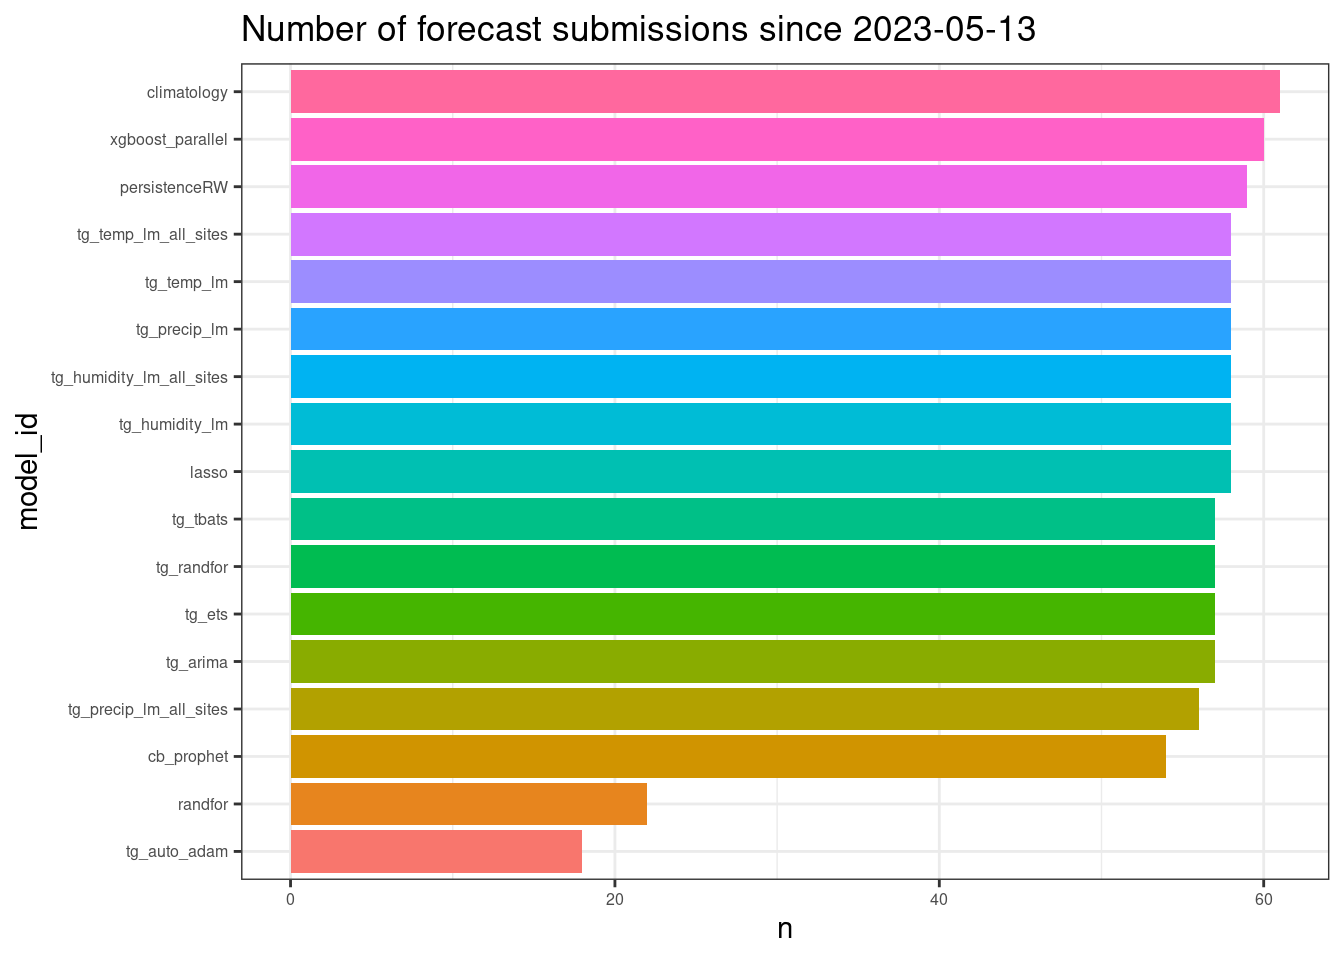 Number of forecast submissions since 2023-05-13
climatology
xgboost_parallel
persistenceRW
tg_temp_lm_all_sites
tg_temp_lm
tg_precip_lm
tg_humidity_lm_all_sites
tg_humidity_lm
lasso
tg_tbats
tg_randfor
tg_ets
tg_arima
tg_precip_lm_all_sites
cb_prophet
randfor
tg_auto_adam
model_id
0 20 40 60
n